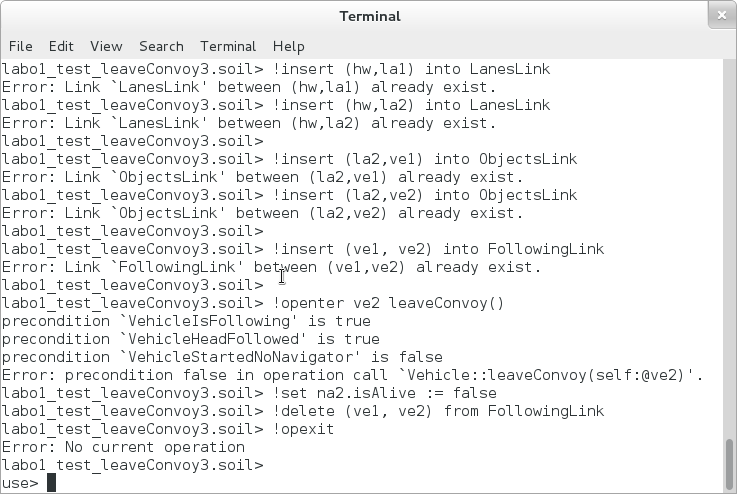 Terminal
File Edit View Search Terminal Help
labo1_test_leaveConvoy3.soil> !insert (hw,la1) into LanesLink
Error: Link `LanesLink' between (hw,la1) already exist.
labo1_test_leaveConvoy3.soil> !insert (hw,la2) into LanesLink
Error: Link `LanesLink' between (hw,la2) already exist.
labo1_test_leaveConvoy3.soil>
labo1_test_leaveConvoy3.soil> !insert (la2,ve1) into ObjectsLink
Error: Link `ObjectsLink' between (la2,ve1) already exist.
labo1_test_leaveConvoy3.soil> !insert (la2,ve2) into ObjectsLink
Error: Link `ObjectsLink' between (la2,ve2) already exist.
labo1_test_leaveConvoy3.soil>
labo1_test_leaveConvoy3.soil> !insert (ve1, ve2) into FollowingLink
Error: Link `FollowingLink' between (ve1,ve2) already exist.
labo1_test_leaveConvoy3.soil>
labo1_test_leaveConvoy3.soil> !openter ve2 leaveConvoy()
precondition `VehicleIsFollowing' is true
precondition `VehicleHeadFollowed' is true
precondition `VehicleStartedNoNavigator' is false
Error: precondition false in operation call `Vehicle::leaveConvoy(self:@ve2)'.
labo1_test_leaveConvoy3.soil> !set na2.isAlive := false
labo1_test_leaveConvoy3.soil> !delete (ve1, ve2) from FollowingLink
labo1_test_leaveConvoy3.soil> !opexit
Error: No current operation
labo1_test_leaveConvoy3.soil>
use>